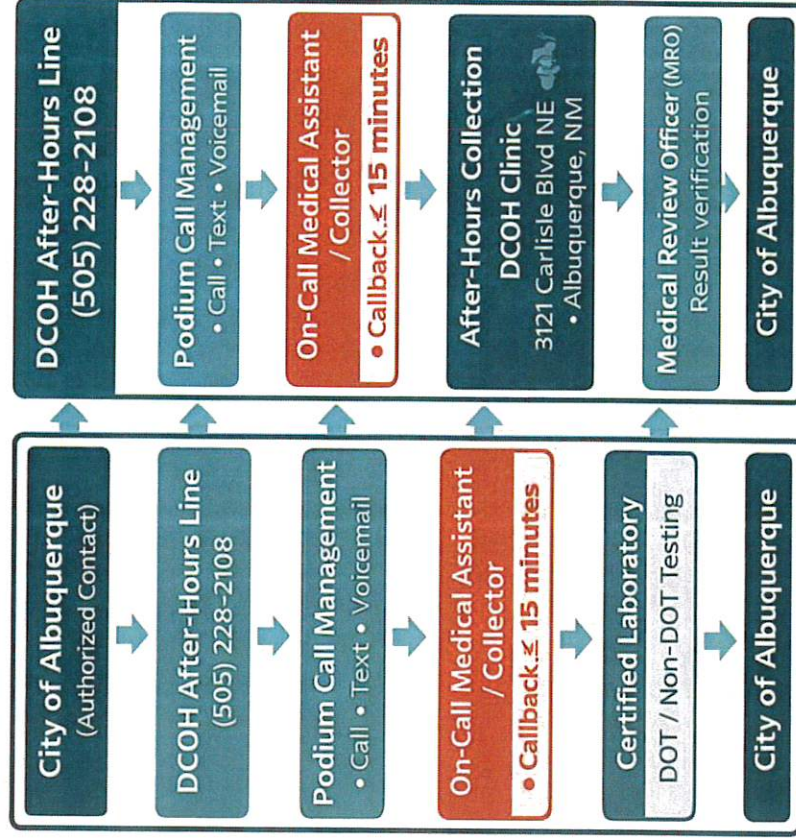 City of Albuquerque
(Authorized Contact)
DCOH After-Hours Line
(505) 228-2108
Podium Call Management
• Call • Text • Voicemail
On-Call Medical Assistant
/ Collector
• Callback.≤ 15 minutes
Certified Laboratory
DOT / Non-DOT Testing
City of Albuquerque
DCOH After-Hours Line
(505) 228-2108
Podium Call Management
• Call • Text • Voicemail
On-Call Medical Assistant
/ Collector
• Callback.≤ 15 minutes
After-Hours Collection
DCOH Clinic
3121 Carlisle Blvd NE
• Albuquerque, NM
Medical Review Officer (MRO)
Result verification
City of Albuquerque